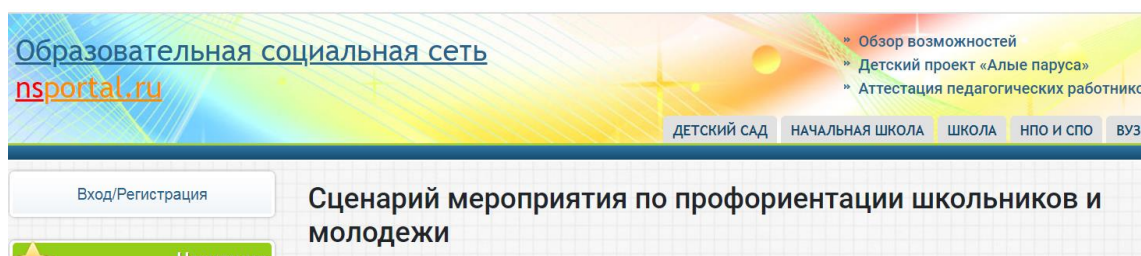 Образовательная социальная сеть
nsportal.ru
» Обзор возможностей
» Детский проект «Алые паруса»
» Аттестация педагогических работнико
ДЕТСКИЙ САД НАЧАЛЬНАЯ ШКОЛА ШКОЛА НПО И СПО ВУЗ
Вход/Регистрация
Сценарий мероприятия по профориентации школьников и
молодежи